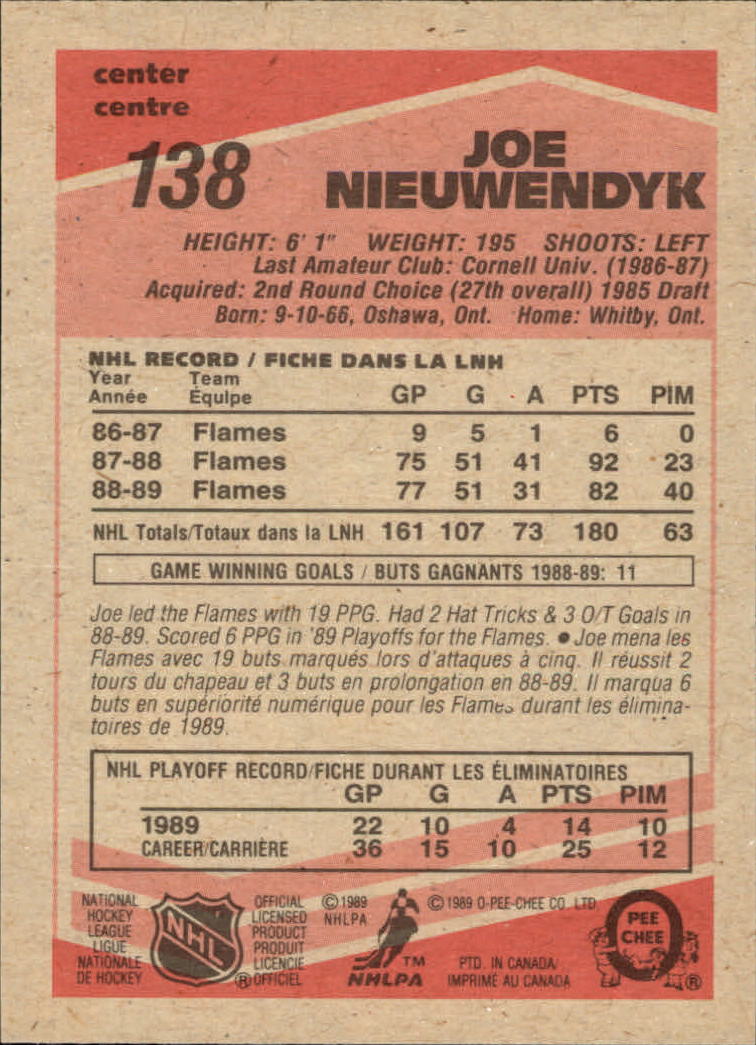 center
centre
138
JOE
NIEUWENDYK
HEIGHT: 6' 1" WEIGHT: 195 SHOOTS: LEFT
Last Amateur Club: Cornell Univ. (1986-87)
Acquired: 2nd Round Choice (27th overall) 1985 Draft
Born: 9-10-66, Oshawa, Ont. Home: Whitby, Ont.
NHL RECORD / FICHE DANS LA LNH
Year Team
Année Équipe GP G A PTS PIM
86-87 Flames 9 5 1 6 0
87-88 Flames 75 51 41 92 23
88-89 Flames 77 51 31 82 40
NHL Totals/Totaux dans la LNH 161 107 73 180 63
GAME WINNING GOALS / BUTS GAGNANTS 1988-89: 11
Joe led the Flames with 19 PPG. Had 2 Hat Tricks & 3 O/T Goals in
88-89. Scored 6 PPG in '89 Playoffs for the Flames. ● Joe mena les
Flames avec 19 buts marqués lors d'attaques à cinq. Il réussit 2
tours du chapeau et 3 buts en prolongation en 88-89. Il marqua 6
buts en supériorité numérique pour les Flames durant les élimina-
toires de 1989.
NHL PLAYOFF RECORD/FICHE DURANT LES ÉLIMINATOIRES
GP G A PTS PIM
1989 22 10 4 14 10
CAREER/CARRIÈRE 36 15 10 25 12
NATIONAL
HOCKEY
LEAGUE
LIGUE
NATIONALE
DE HOCKEY
NHL
®
OFFICIAL
LICENSED
PRODUCT
PRODUIT
LICENCIE
OFFICIEL
© 1989
NHLPA
TM
NHLPA
© 1989 O-PEE-CHEE CO. LTD
PTD. IN CANADA
IMPRIMÉ AU CANADA
PEE
CHEE
®